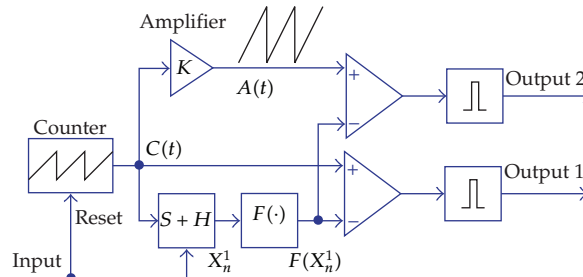 Amplifier
K
A(t)
+
−
Output 2
Counter
C(t)
+
−
Output 1
Reset
S + H
F(·)
Input
X_n^1
F(X_n^1)